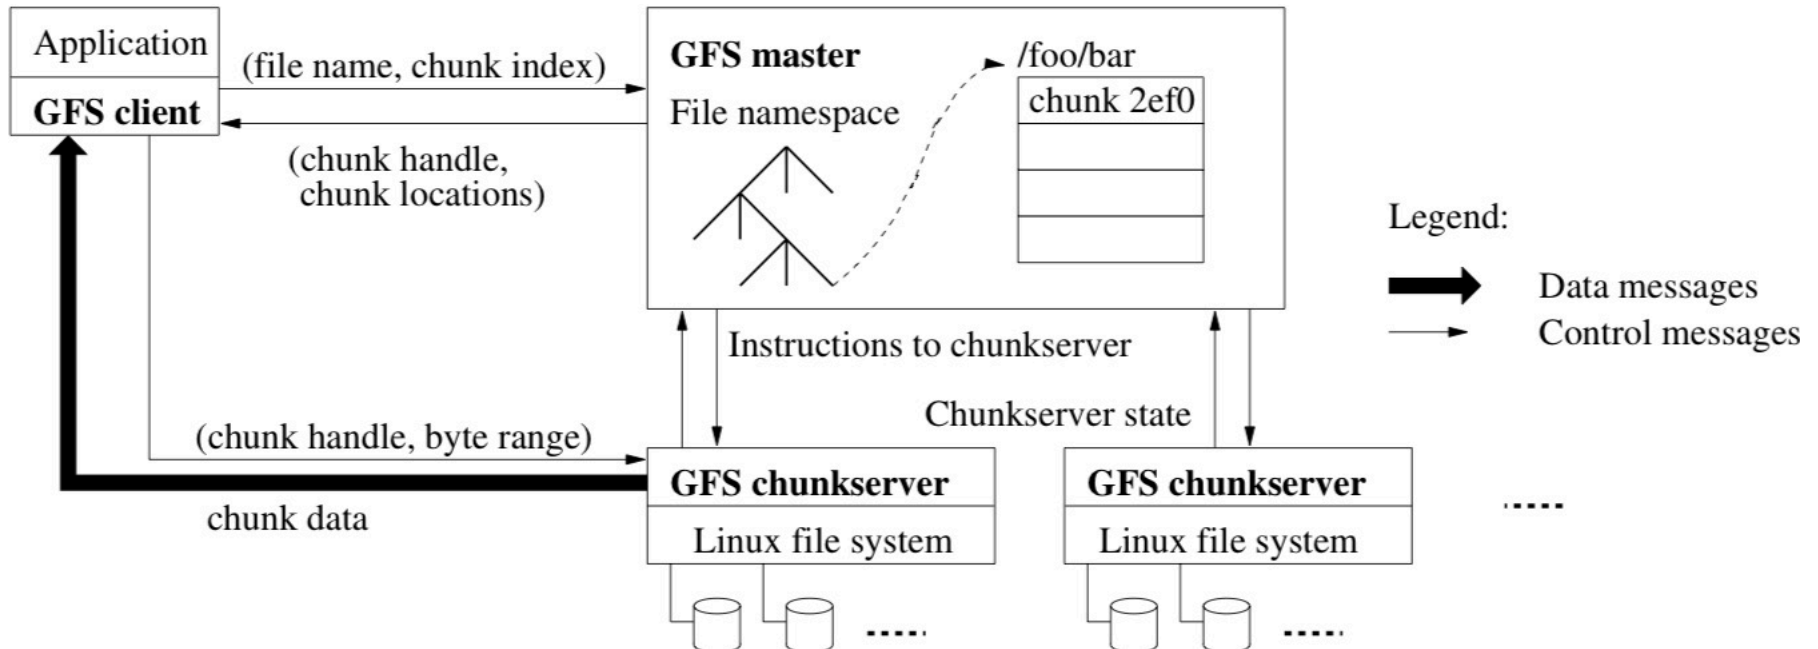 Application
GFS client
(file name, chunk index)
(chunk handle,
chunk locations)
GFS master
File namespace
/foo/bar
chunk 2ef0
Legend:
Data messages
Control messages
Instructions to chunkserver
Chunkserver state
(chunk handle, byte range)
chunk data
GFS chunkserver
Linux file system
GFS chunkserver
Linux file system